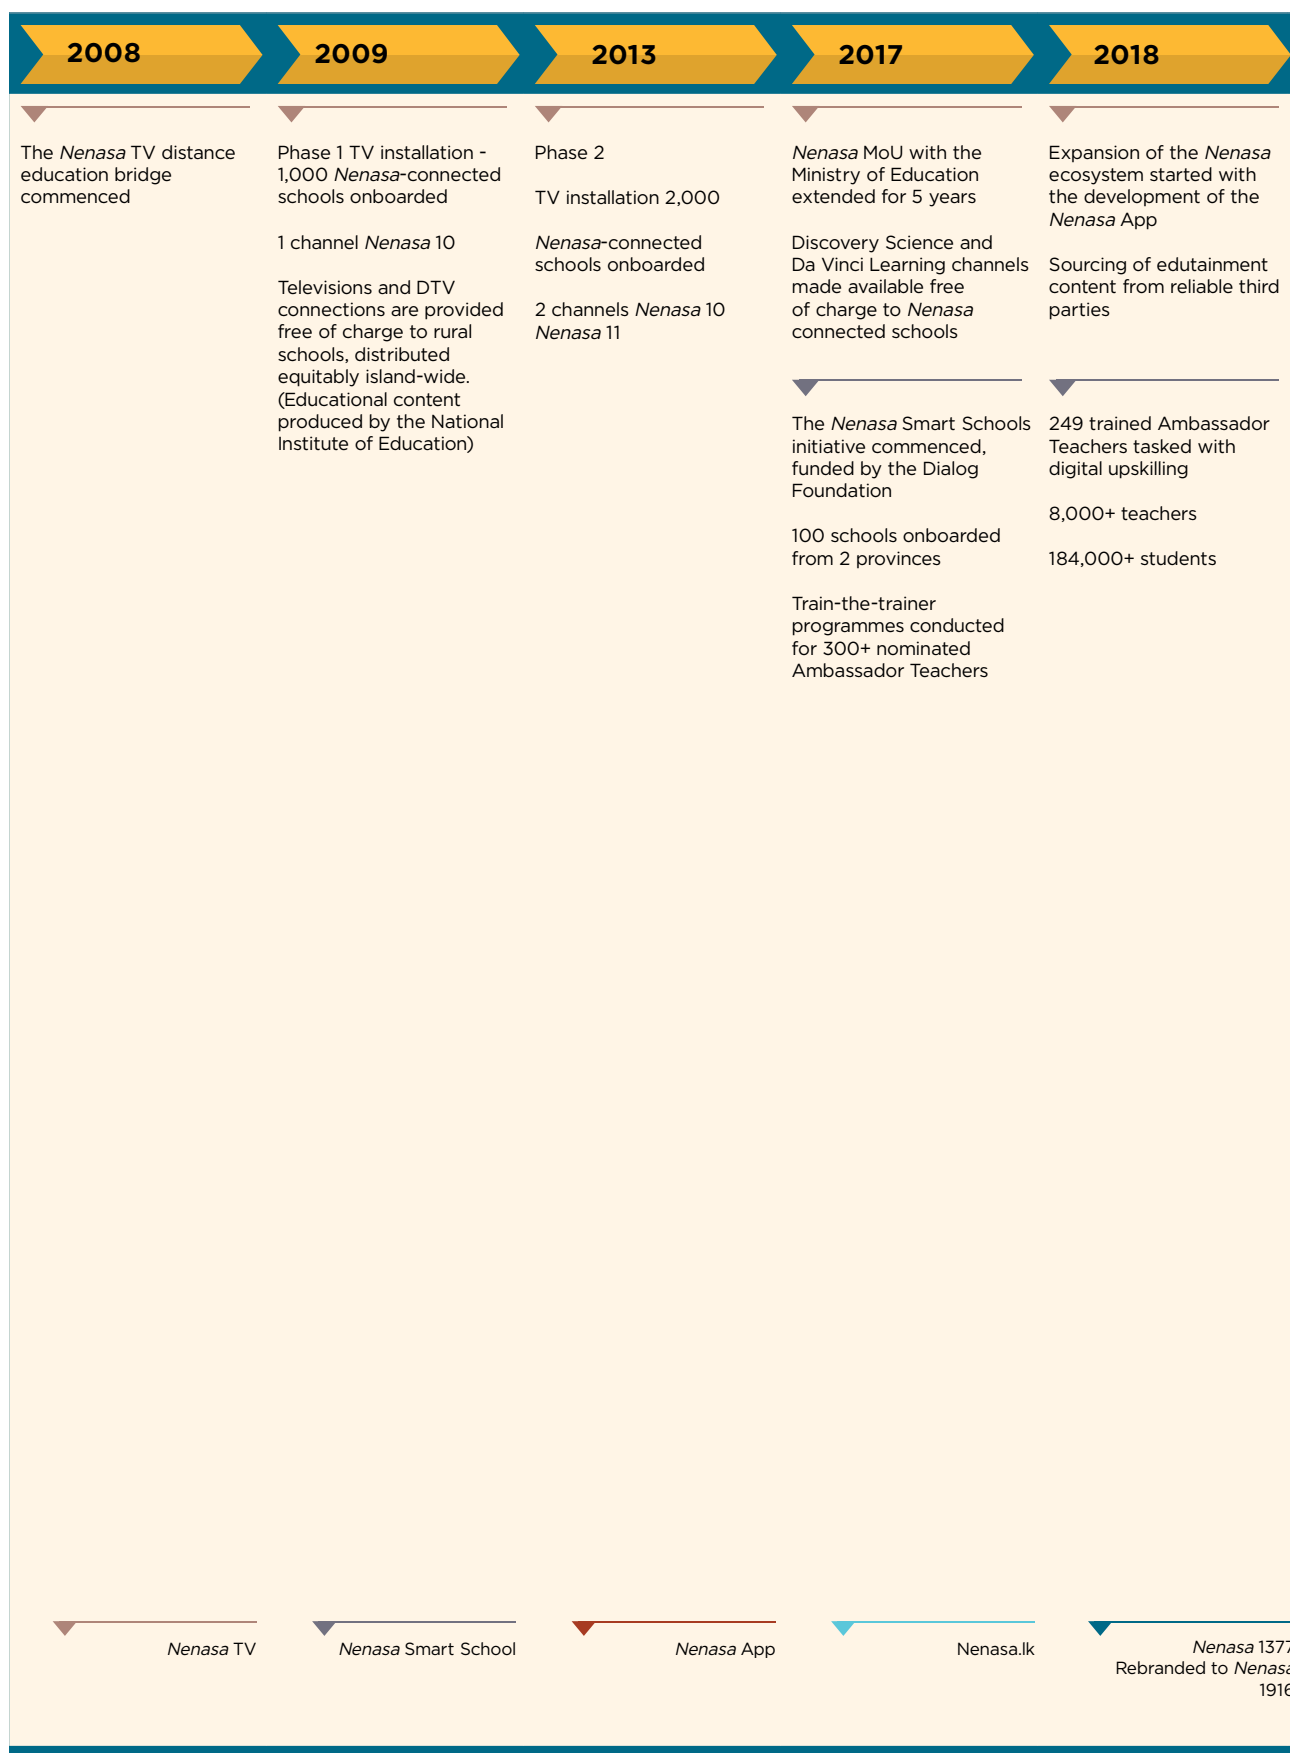 2008
The Nenasa TV distance
education bridge
commenced
2009
Phase 1 TV installation -
1,000 Nenasa-connected
schools onboarded
1 channel Nenasa 10
Televisions and DTV
connections are provided
free of charge to rural
schools, distributed
equitably island-wide.
(Educational content
produced by the National
Institute of Education)
2013
Phase 2
TV installation 2,000
Nenasa-connected
schools onboarded
2 channels Nenasa 10
Nenasa 11
2017
Nenasa MoU with the
Ministry of Education
extended for 5 years
Discovery Science and
Da Vinci Learning channels
made available free
of charge to Nenasa
connected schools
The Nenasa Smart Schools
initiative commenced,
funded by the Dialog
Foundation
100 schools onboarded
from 2 provinces
Train-the-trainer
programmes conducted
for 300+ nominated
Ambassador Teachers
2018
Expansion of the Nenasa
ecosystem started with
the development of the
Nenasa App
Sourcing of edutainment
content from reliable third
parties
249 trained Ambassador
Teachers tasked with
digital upskilling
8,000+ teachers
184,000+ students
Nenasa TV
Nenasa Smart School
Nenasa App
Nenasa.lk
Nenasa 1377
Rebranded to Nenasa
1916